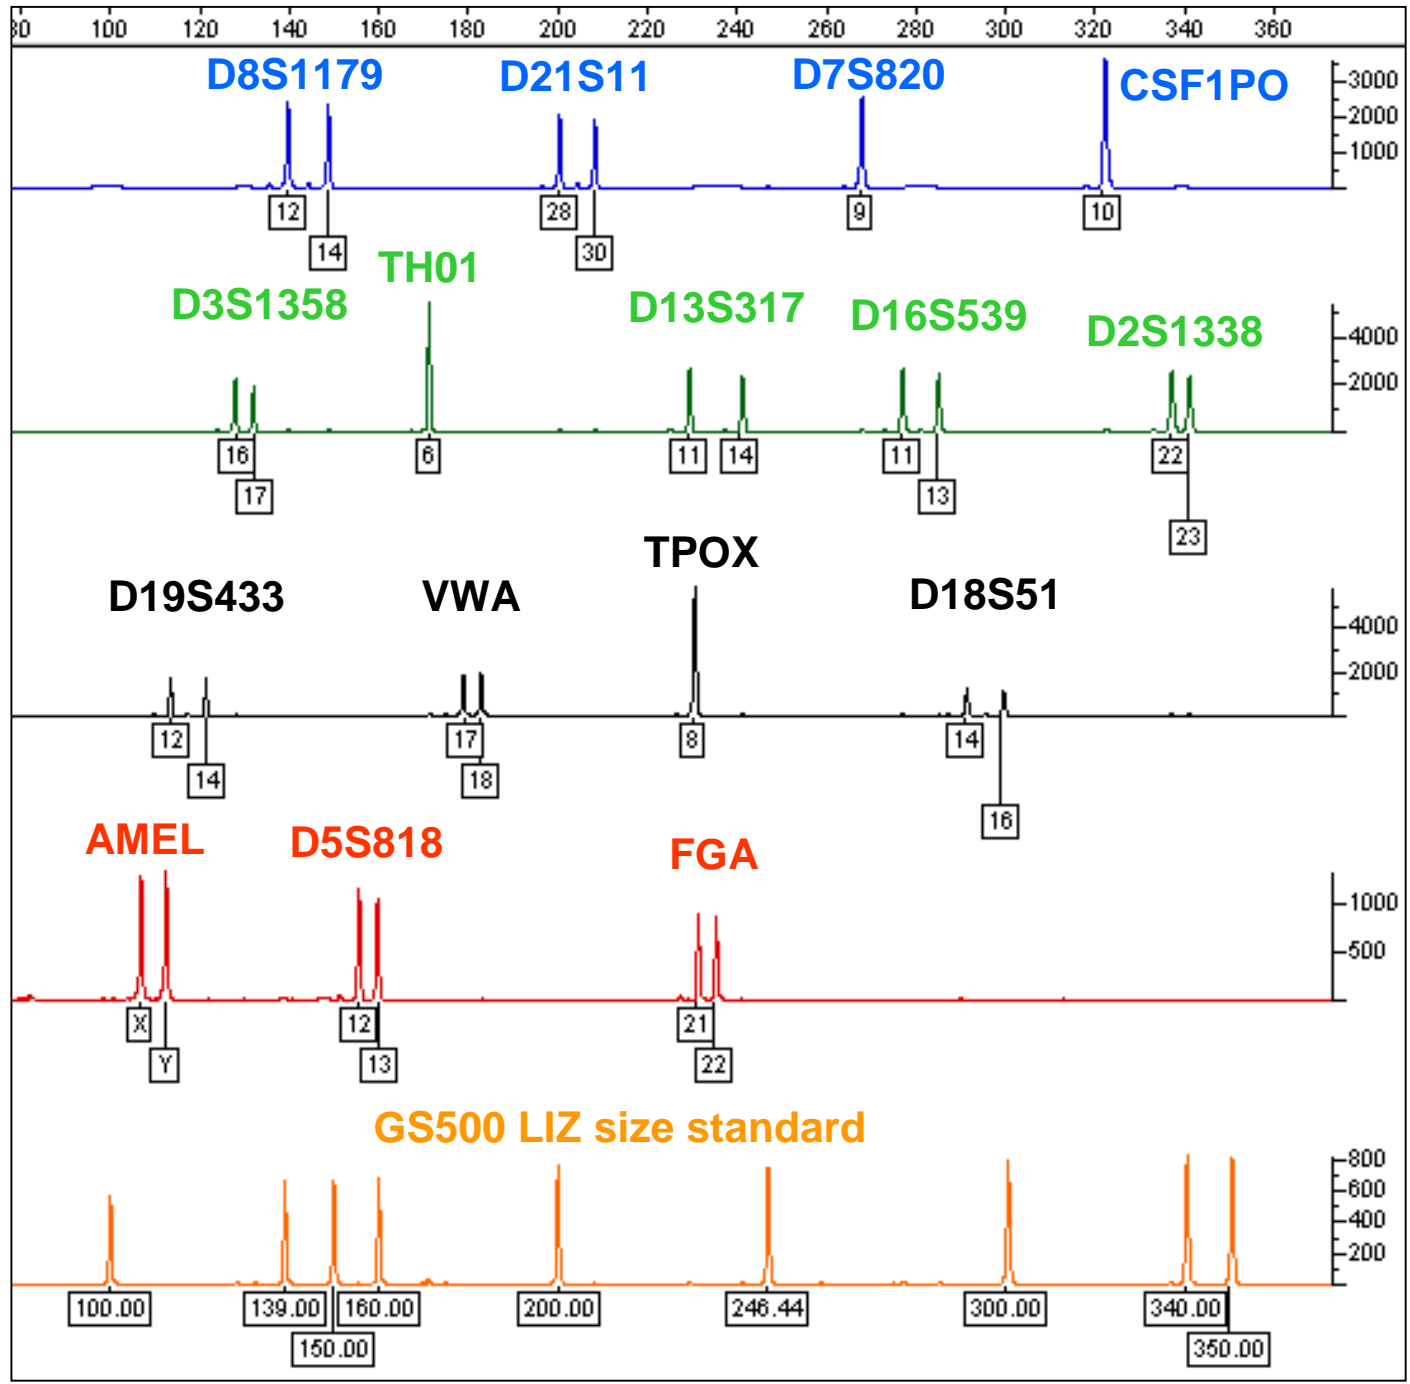 80 100 120 140 160 180 200 220 240 260 280 300 320 340 360
D8S1179 D21S11 D7S820 CSF1PO
3000
2000
1000
12 28 9 10
14 30
TH01
D3S1358 D13S317 D16S539 D2S1338
4000
2000
16 6 11 14 11 22
17 13
23
TPOX
D19S433 VWA D18S51
4000
2000
12 17 8 14
14 18
16
AMEL D5S818 FGA
1000
500
X 12 21
Y 13 22
GS500 LIZ size standard
800
600
400
200
100.00 139.00 160.00 200.00 246.44 300.00 340.00
150.00 350.00